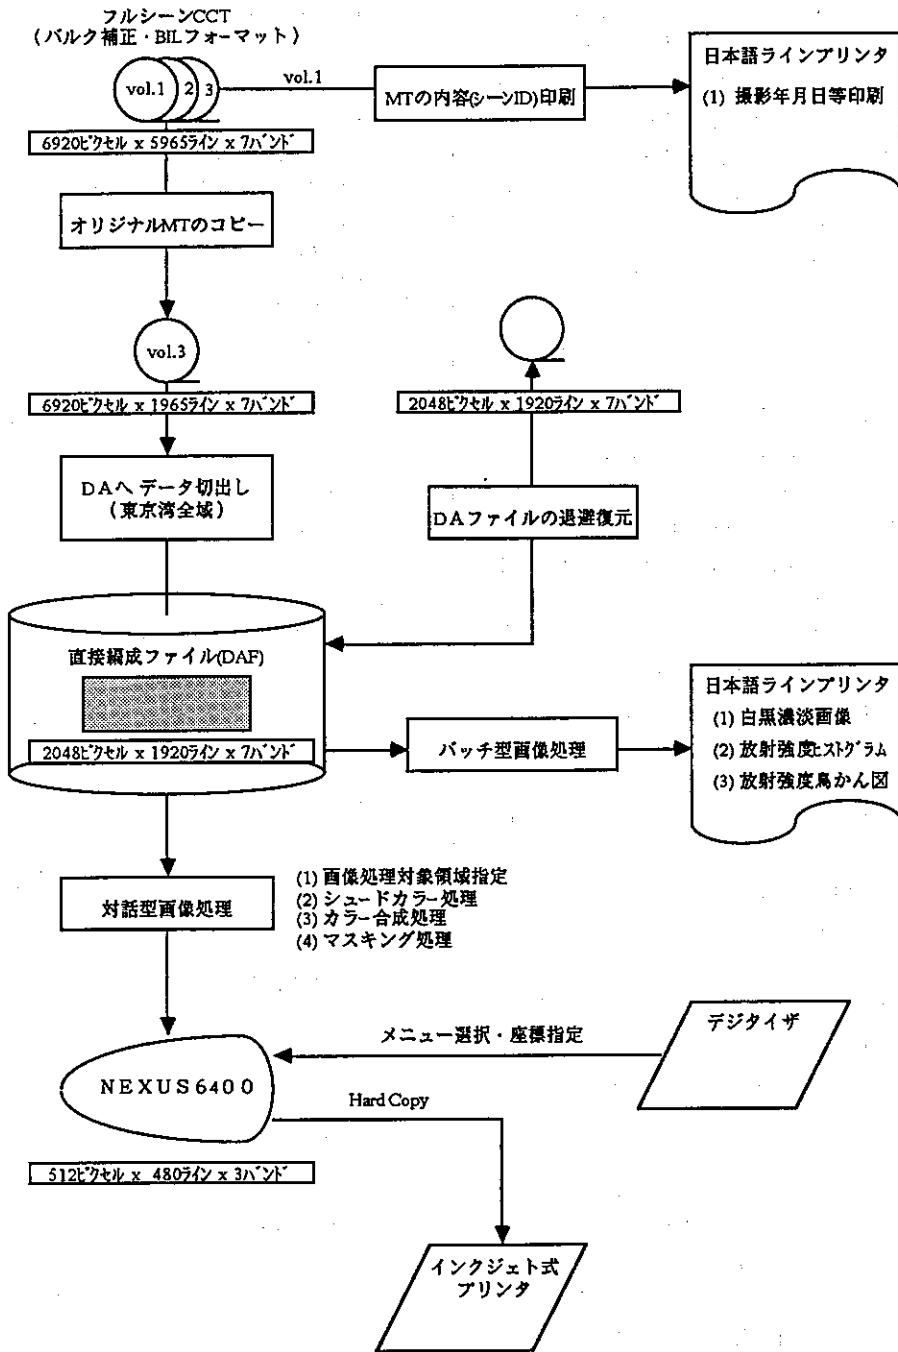 フルシーンCCT
(バルク補正・BILフォーマット)
vol.1
2
3
vol.1
MTの内容(シーンID)印刷
日本語ラインプリンタ
(1) 撮影年月日等印刷
6920ピクセル x 5965ライン x 7バンド
オリジナルMTのコピー
vol.3
6920ピクセル x 1965ライン x 7バンド
2048ピクセル x 1920ライン x 7バンド
DAへデータ切出し
(東京湾全域)
DAファイルの退避復元
直接編成ファイル(DAF)
2048ピクセル x 1920ライン x 7バンド
バッチ型画像処理
日本語ラインプリンタ
(1) 白黒濃淡画像
(2) 放射強度ヒストグラム
(3) 放射強度鳥かん図
対話型画像処理
(1) 画像処理対象領域指定
(2) シュードカラー処理
(3) カラー合成処理
(4) マスキング処理
メニュー選択・座標指定
デジタイザ
NEXUS6400
Hard Copy
512ピクセル x 480ライン x 3バンド
インクジェット式
プリンタ